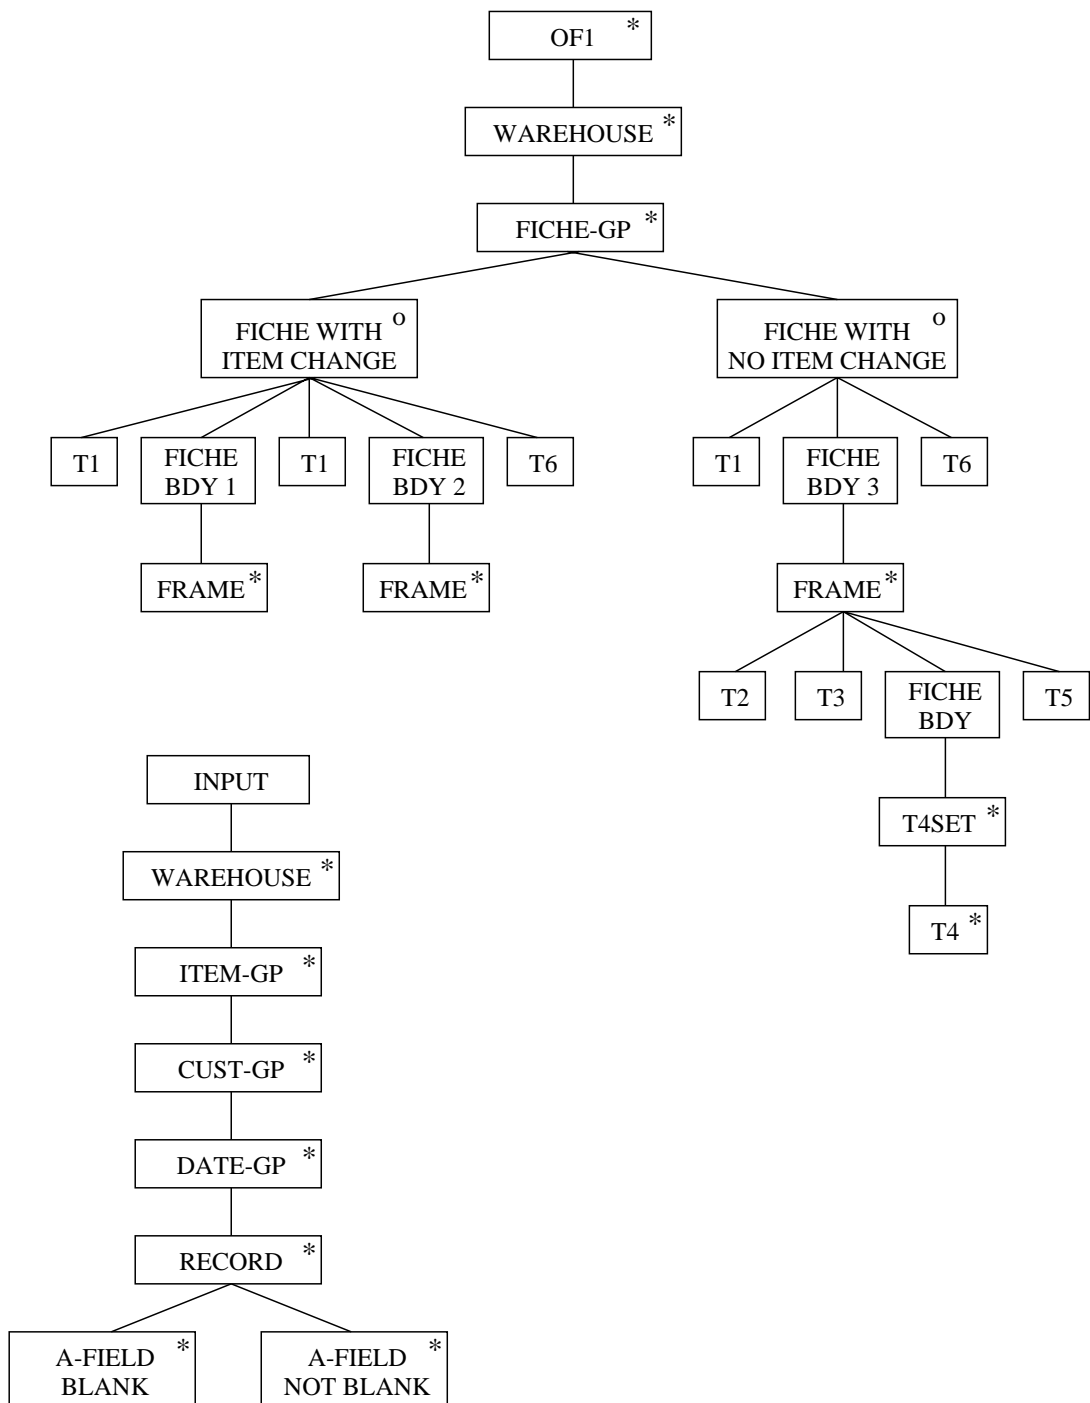 OF1 *
WAREHOUSE *
FICHE-GP *
FICHE WITH o
ITEM CHANGE
FICHE WITH o
NO ITEM CHANGE
T1
FICHE
BDY 1
T1
FICHE
BDY 2
T6
T1
FICHE
BDY 3
T6
FRAME *
FRAME *
FRAME *
T2
T3
FICHE
BDY
T5
T4SET *
T4 *
INPUT
WAREHOUSE *
ITEM-GP *
CUST-GP *
DATE-GP *
RECORD *
A-FIELD *
BLANK
A-FIELD *
NOT BLANK